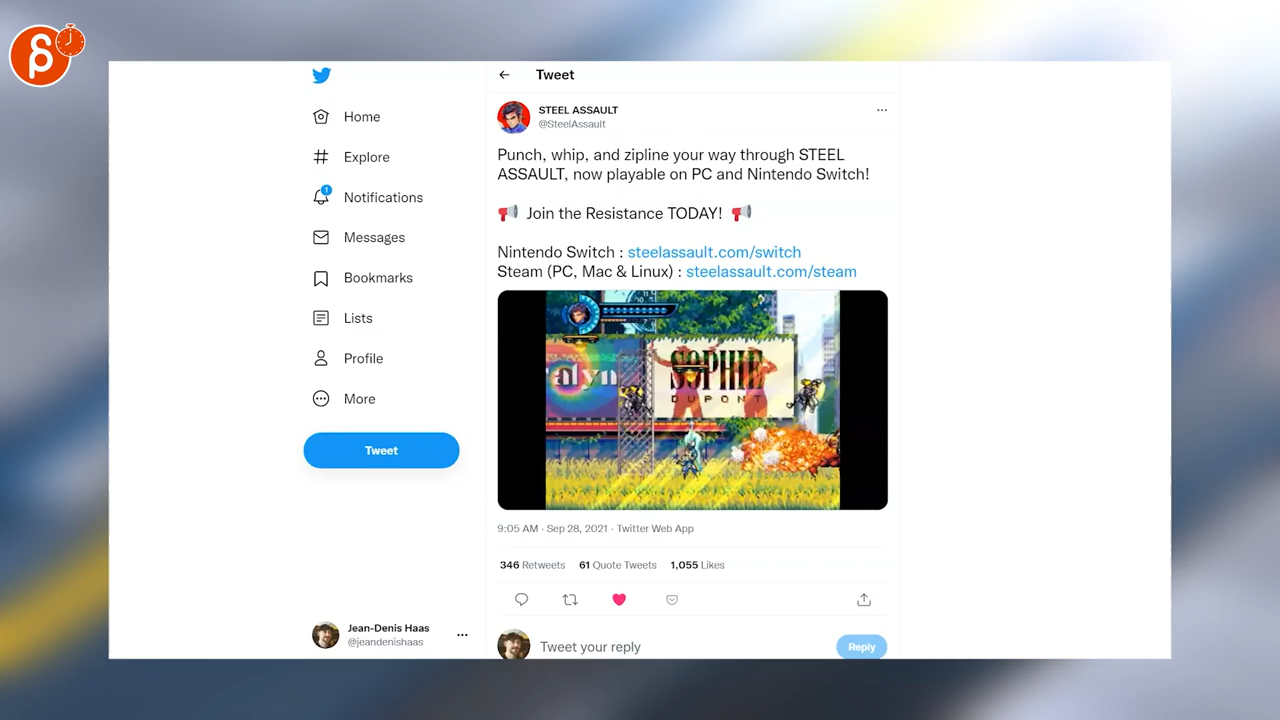 Tweet
STEEL ASSAULT
@SteelAssault
Home
Explore
1
Notifications
Messages
Bookmarks
Lists
Profile
More
Tweet
Punch, whip, and zipline your way through STEEL
ASSAULT, now playable on PC and Nintendo Switch!
Join the Resistance TODAY!
Nintendo Switch : steelassault.com/switch
Steam (PC, Mac & Linux) : steelassault.com/steam
SOPHIE
DUPONT
9:05 AM · Sep 28, 2021 · Twitter Web App
346 Retweets 61 Quote Tweets 1,055 Likes
Jean-Denis Haas
@jeandenishaas
Tweet your reply
Reply